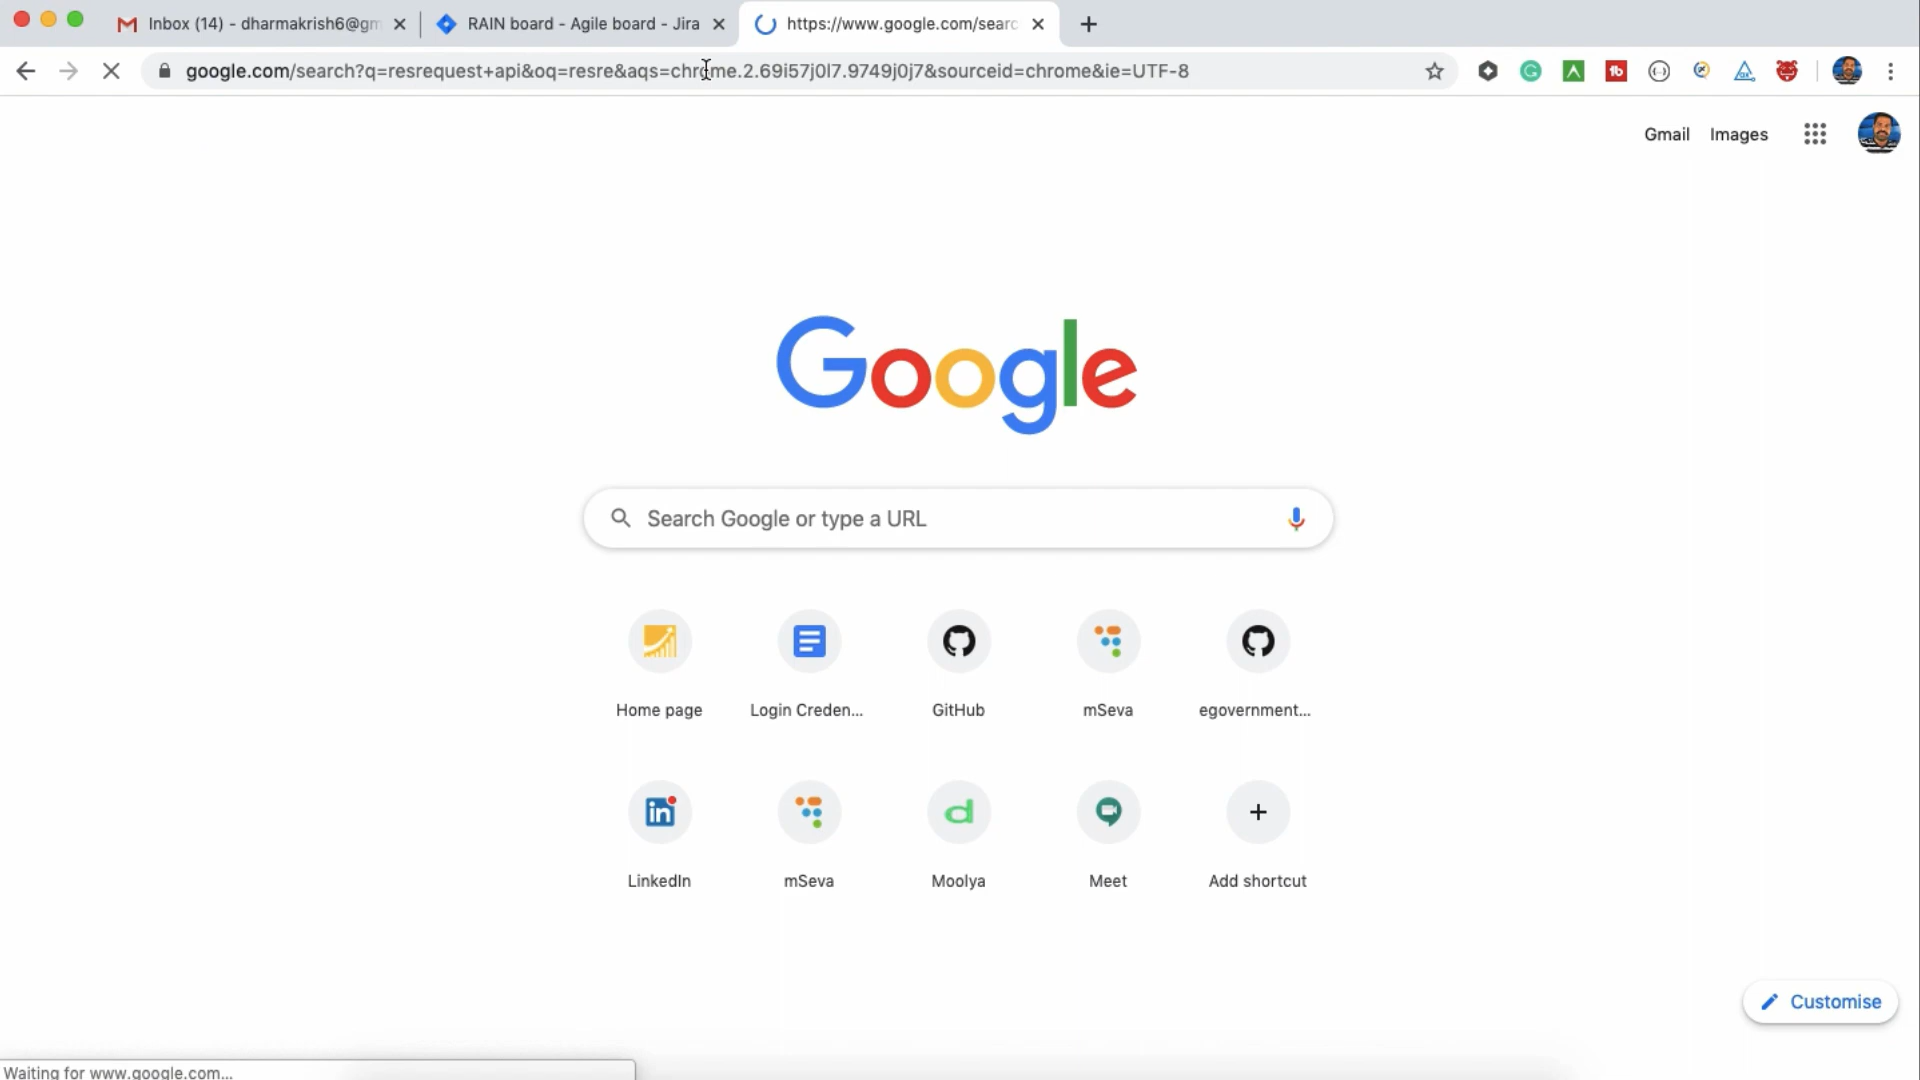 Inbox (14) - dharmakrish6@gm
RAIN board - Agile board - Jira
https://www.google.com/searc
google.com/search?q=resrequest+api&oq=resre&aqs=chrome.2.69i57j0l7.9749j0j7&sourceid=chrome&ie=UTF-8
Gmail Images
Google
Search Google or type a URL
Home page Login Creden... GitHub mSeva egovernment...
LinkedIn mSeva Moolya Meet Add shortcut
Customise
Waiting for www.google.com...